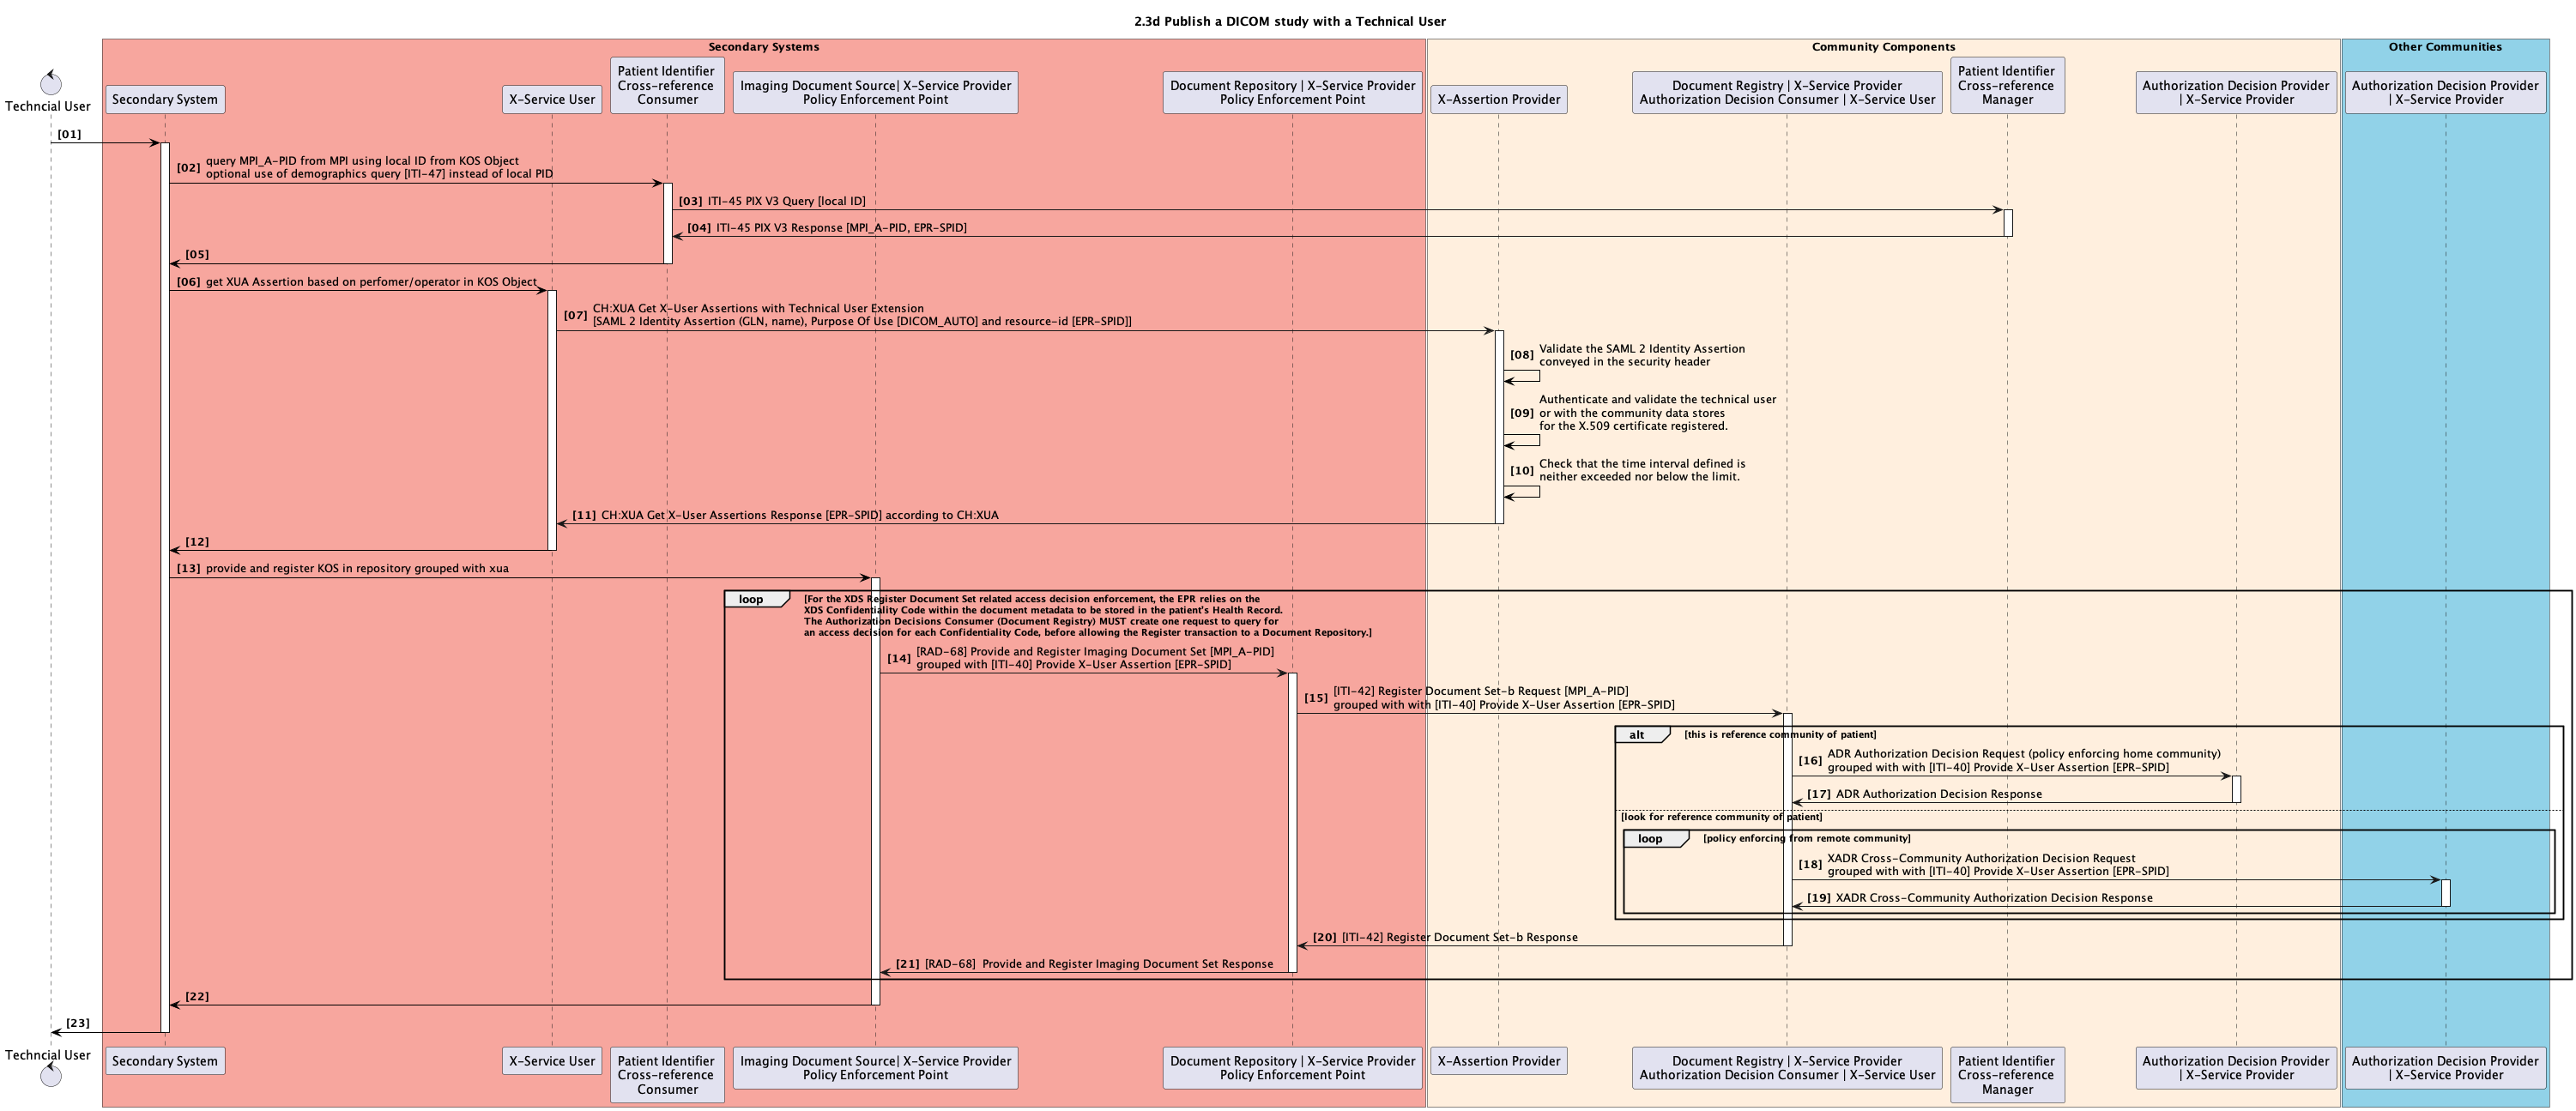 2.3d Publish a DICOM study with a Technical User
Secondary Systems
Community Components
Other Communities
Techncial User
Secondary System
X-Service User
Patient Identifier
Cross-reference
Consumer
Imaging Document Source| X-Service Provider
Policy Enforcement Point
Document Repository | X-Service Provider
Policy Enforcement Point
X-Assertion Provider
Document Registry | X-Service Provider
Authorization Decision Consumer | X-Service User
Patient Identifier
Cross-reference
Manager
Authorization Decision Provider
| X-Service Provider
Authorization Decision Provider
| X-Service Provider
[01]
[02] query MPI_A-PID from MPI using local ID from KOS Object
optional use of demographics query [ITI-47] instead of local PID
[03] ITI-45 PIX V3 Query [local ID]
[04] ITI-45 PIX V3 Response [MPI_A-PID, EPR-SPID]
[05]
[06] get XUA Assertion based on perfomer/operator in KOS Object
[07] CH:XUA Get X-User Assertions with Technical User Extension
[SAML 2 Identity Assertion (GLN, name), Purpose Of Use [DICOM_AUTO] and resource-id [EPR-SPID]]
[08] Validate the SAML 2 Identity Assertion
conveyed in the security header
[09] Authenticate and validate the technical user
or with the community data stores
for the X.509 certificate registered.
[10] Check that the time interval defined is
neither exceeded nor below the limit.
[11] CH:XUA Get X-User Assertions Response [EPR-SPID] according to CH:XUA
[12]
[13] provide and register KOS in repository grouped with xua
loop [For the XDS Register Document Set related access decision enforcement, the EPR relies on the
XDS Confidentiality Code within the document metadata to be stored in the patient's Health Record.
The Authorization Decisions Consumer (Document Registry) MUST create one request to query for
an access decision for each Confidentiality Code, before allowing the Register transaction to a Document Repository.]
[14] [RAD-68] Provide and Register Imaging Document Set [MPI_A-PID]
grouped with [ITI-40] Provide X-User Assertion [EPR-SPID]
[15] [ITI-42] Register Document Set-b Request [MPI_A-PID]
grouped with with [ITI-40] Provide X-User Assertion [EPR-SPID]
alt [this is reference community of patient]
[16] ADR Authorization Decision Request (policy enforcing home community)
grouped with with [ITI-40] Provide X-User Assertion [EPR-SPID]
[17] ADR Authorization Decision Response
[look for reference community of patient]
loop [policy enforcing from remote community]
[18] XADR Cross-Community Authorization Decision Request
grouped with with [ITI-40] Provide X-User Assertion [EPR-SPID]
[19] XADR Cross-Community Authorization Decision Response
[20] [ITI-42] Register Document Set-b Response
[21] [RAD-68] Provide and Register Imaging Document Set Response
[22]
[23]
Techncial User
Secondary System
X-Service User
Patient Identifier
Cross-reference
Consumer
Imaging Document Source| X-Service Provider
Policy Enforcement Point
Document Repository | X-Service Provider
Policy Enforcement Point
X-Assertion Provider
Document Registry | X-Service Provider
Authorization Decision Consumer | X-Service User
Patient Identifier
Cross-reference
Manager
Authorization Decision Provider
| X-Service Provider
Authorization Decision Provider
| X-Service Provider